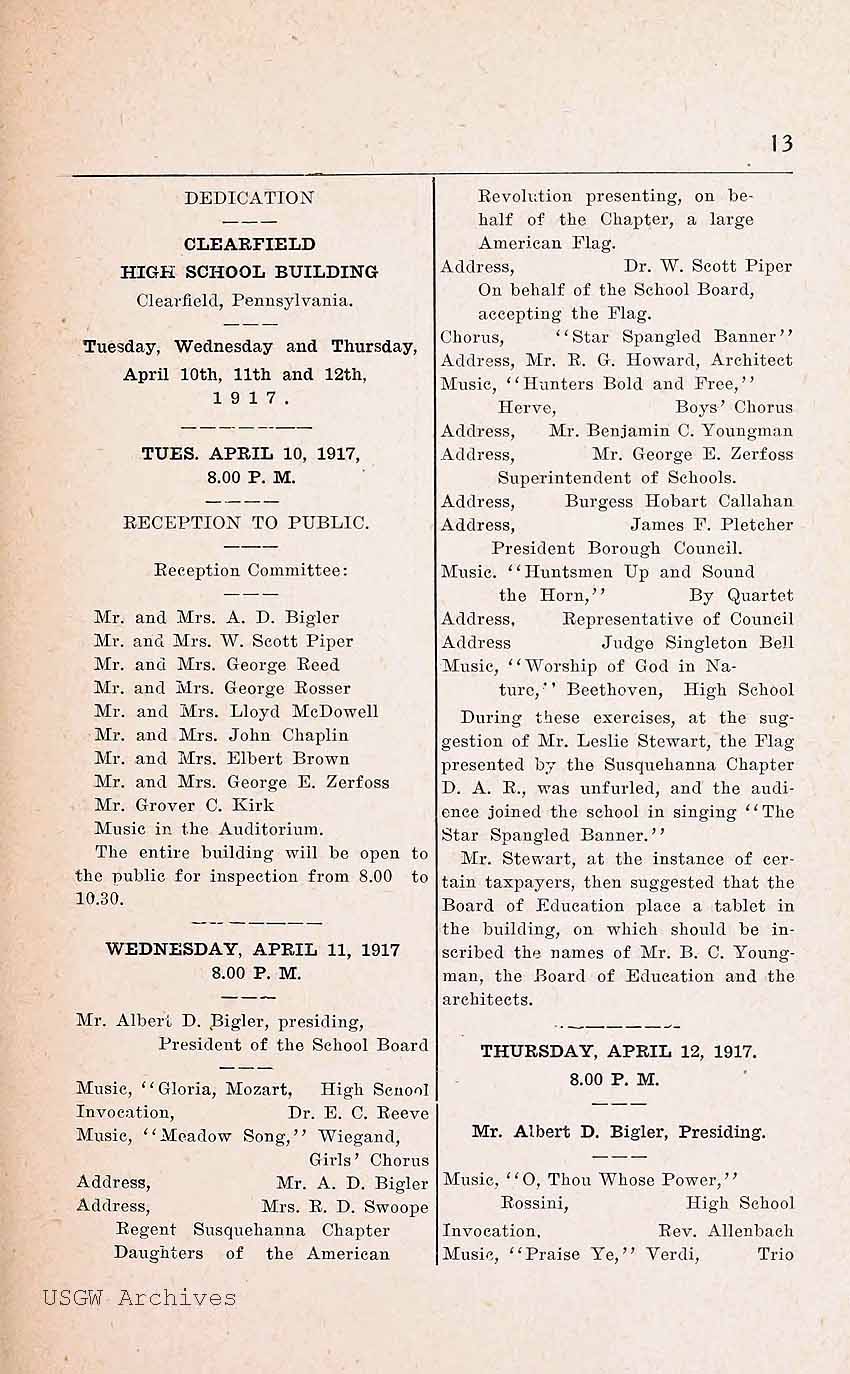 13
DEDICATION
CLEARFIELD
HIGH SCHOOL BUILDING
Clearfield, Pennsylvania.
Tuesday, Wednesday and Thursday,
April 10th, 11th and 12th,
1917.
TUES. APRIL 10, 1917,
8.00 P. M.
RECEPTION TO PUBLIC.
Reception Committee:
Mr. and Mrs. A. D. Bigler
Mr. and Mrs. W. Scott Piper
Mr. and Mrs. George Reed
Mr. and Mrs. George Rosser
Mr. and Mrs. Lloyd McDowell
Mr. and Mrs. John Chaplin
Mr. and Mrs. Elbert Brown
Mr. and Mrs. George E. Zerfoss
Mr. Grover C. Kirk
Music in the Auditorium.
The entire building will be open to
the public for inspection from 8.00 to
10.30.
WEDNESDAY, APRIL 11, 1917
8.00 P. M.
Mr. Albert D. Bigler, presiding,
President of the School Board
Music, "Gloria, Mozart, High School
Invocation, Dr. E. C. Reeve
Music, "Meadow Song," Wiegand,
Girls' Chorus
Address, Mr. A. D. Bigler
Address, Mrs. R. D. Swoope
Regent Susquehanna Chapter
Daughters of the American
Revolution presenting, on be-
half of the Chapter, a large
American Flag.
Address, Dr. W. Scott Piper
On behalf of the School Board,
accepting the Flag.
Chorus, "Star Spangled Banner"
Address, Mr. R. G. Howard, Architect
Music, "Hunters Bold and Free,"
Herve, Boys' Chorus
Address, Mr. Benjamin C. Youngman
Address, Mr. George E. Zerfoss
Superintendent of Schools.
Address, Burgess Hobart Callahan
Address, James F. Pletcher
President Borough Council.
Music. "Huntsmen Up and Sound
the Horn," By Quartet
Address, Representative of Council
Address Judge Singleton Bell
Music, "Worship of God in Na-
ture," Beethoven, High School
During these exercises, at the sug-
gestion of Mr. Leslie Stewart, the Flag
presented by the Susquehanna Chapter
D. A. R., was unfurled, and the audi-
ence joined the school in singing "The
Star Spangled Banner."
Mr. Stewart, at the instance of cer-
tain taxpayers, then suggested that the
Board of Education place a tablet in
the building, on which should be in-
scribed the names of Mr. B. C. Young-
man, the Board of Education and the
architects.
THURSDAY, APRIL 12, 1917.
8.00 P. M.
Mr. Albert D. Bigler, Presiding.
Music, "O, Thou Whose Power,"
Rossini, High School
Invocation, Rev. Allenbach
Music, "Praise Ye," Verdi, Trio
USGW Archives